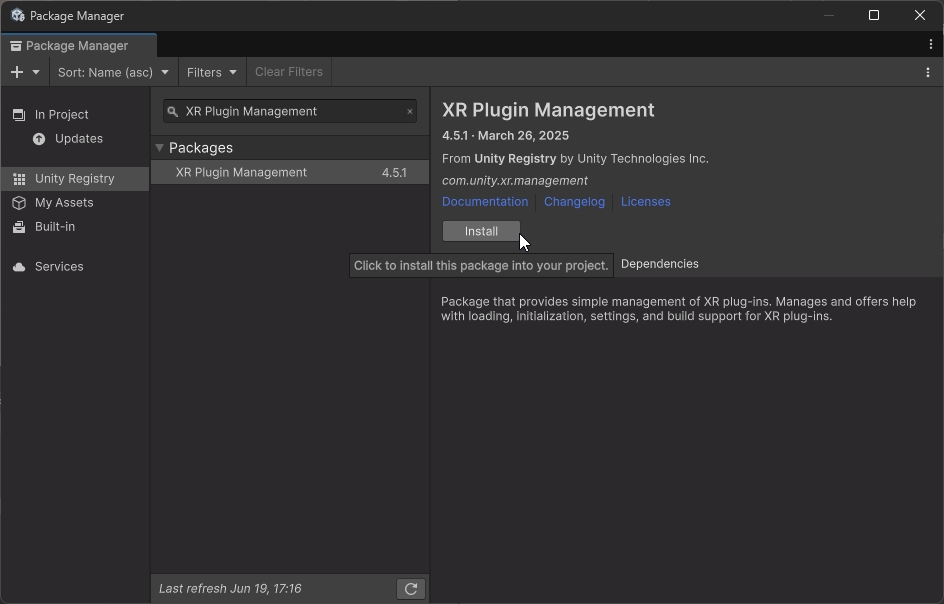 Package Manager
Package Manager
Sort: Name (asc)
Filters
Clear Filters
In Project
Updates
Unity Registry
My Assets
Built-in
Services
XR Plugin Management
Packages
XR Plugin Management 4.5.1
Last refresh Jun 19, 17:16
XR Plugin Management
4.5.1 · March 26, 2025
From Unity Registry by Unity Technologies Inc.
com.unity.xr.management
Documentation Changelog Licenses
Install
Click to install this package into your project.
Dependencies
Package that provides simple management of XR plug-ins. Manages and offers help
with loading, initialization, settings, and build support for XR plug-ins.